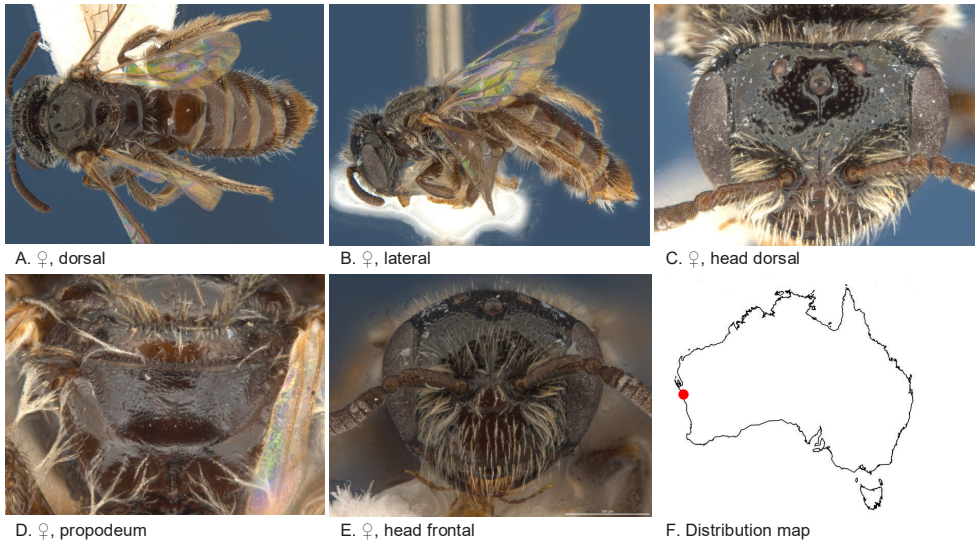 A. ♀, dorsal
B. ♀, lateral
C. ♀, head dorsal
D. ♀, propodeum
E. ♀, head frontal
F. Distribution map